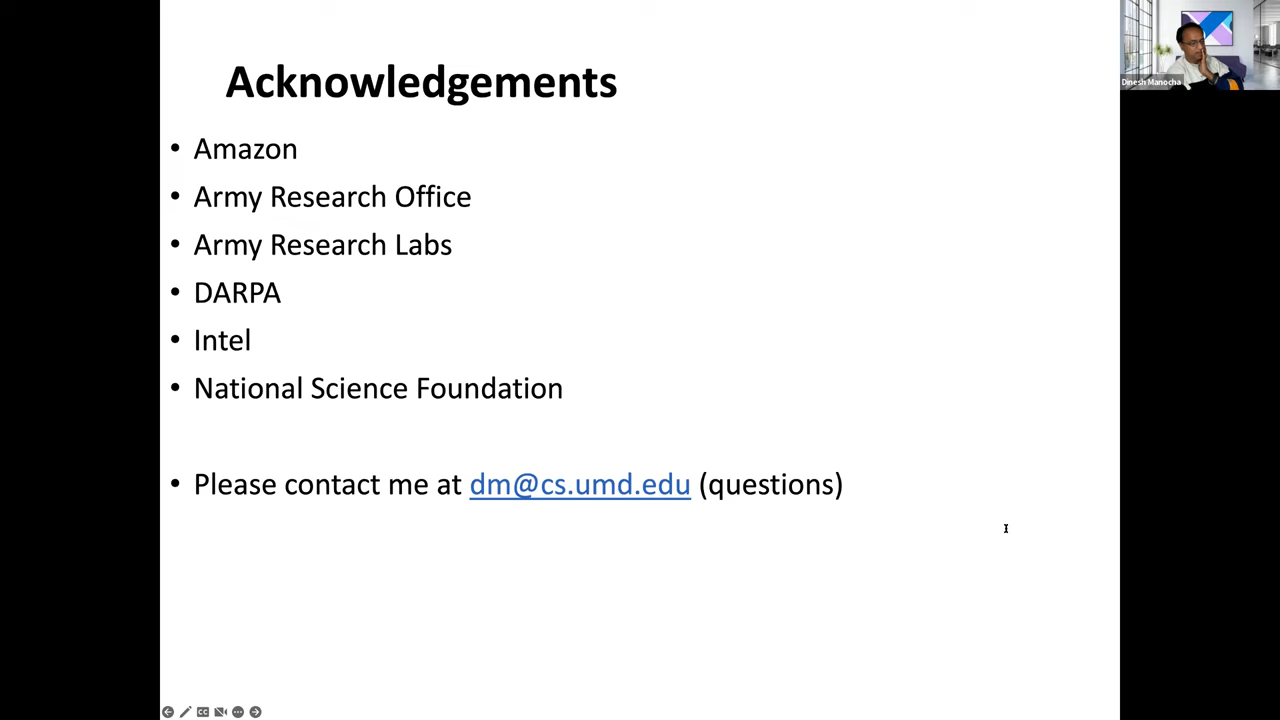 Acknowledgements
• Amazon
• Army Research Office
• Army Research Labs
• DARPA
• Intel
• National Science Foundation
• Please contact me at dm@cs.umd.edu (questions)
Dinesh Manocha
CC